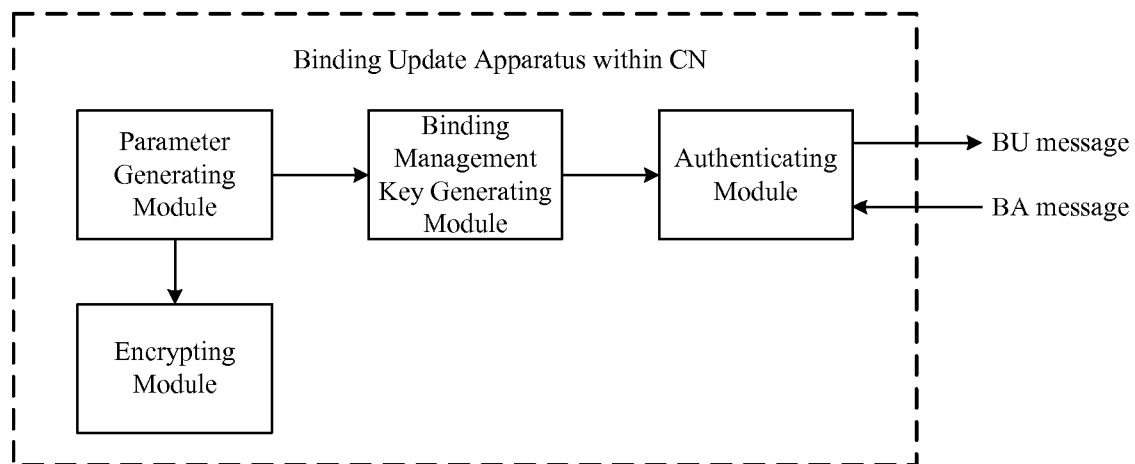 Binding Update Apparatus within CN
Parameter
Generating
Module
Binding
Management
Key Generating
Module
Authenticating
Module
BU message
BA message
Encrypting
Module